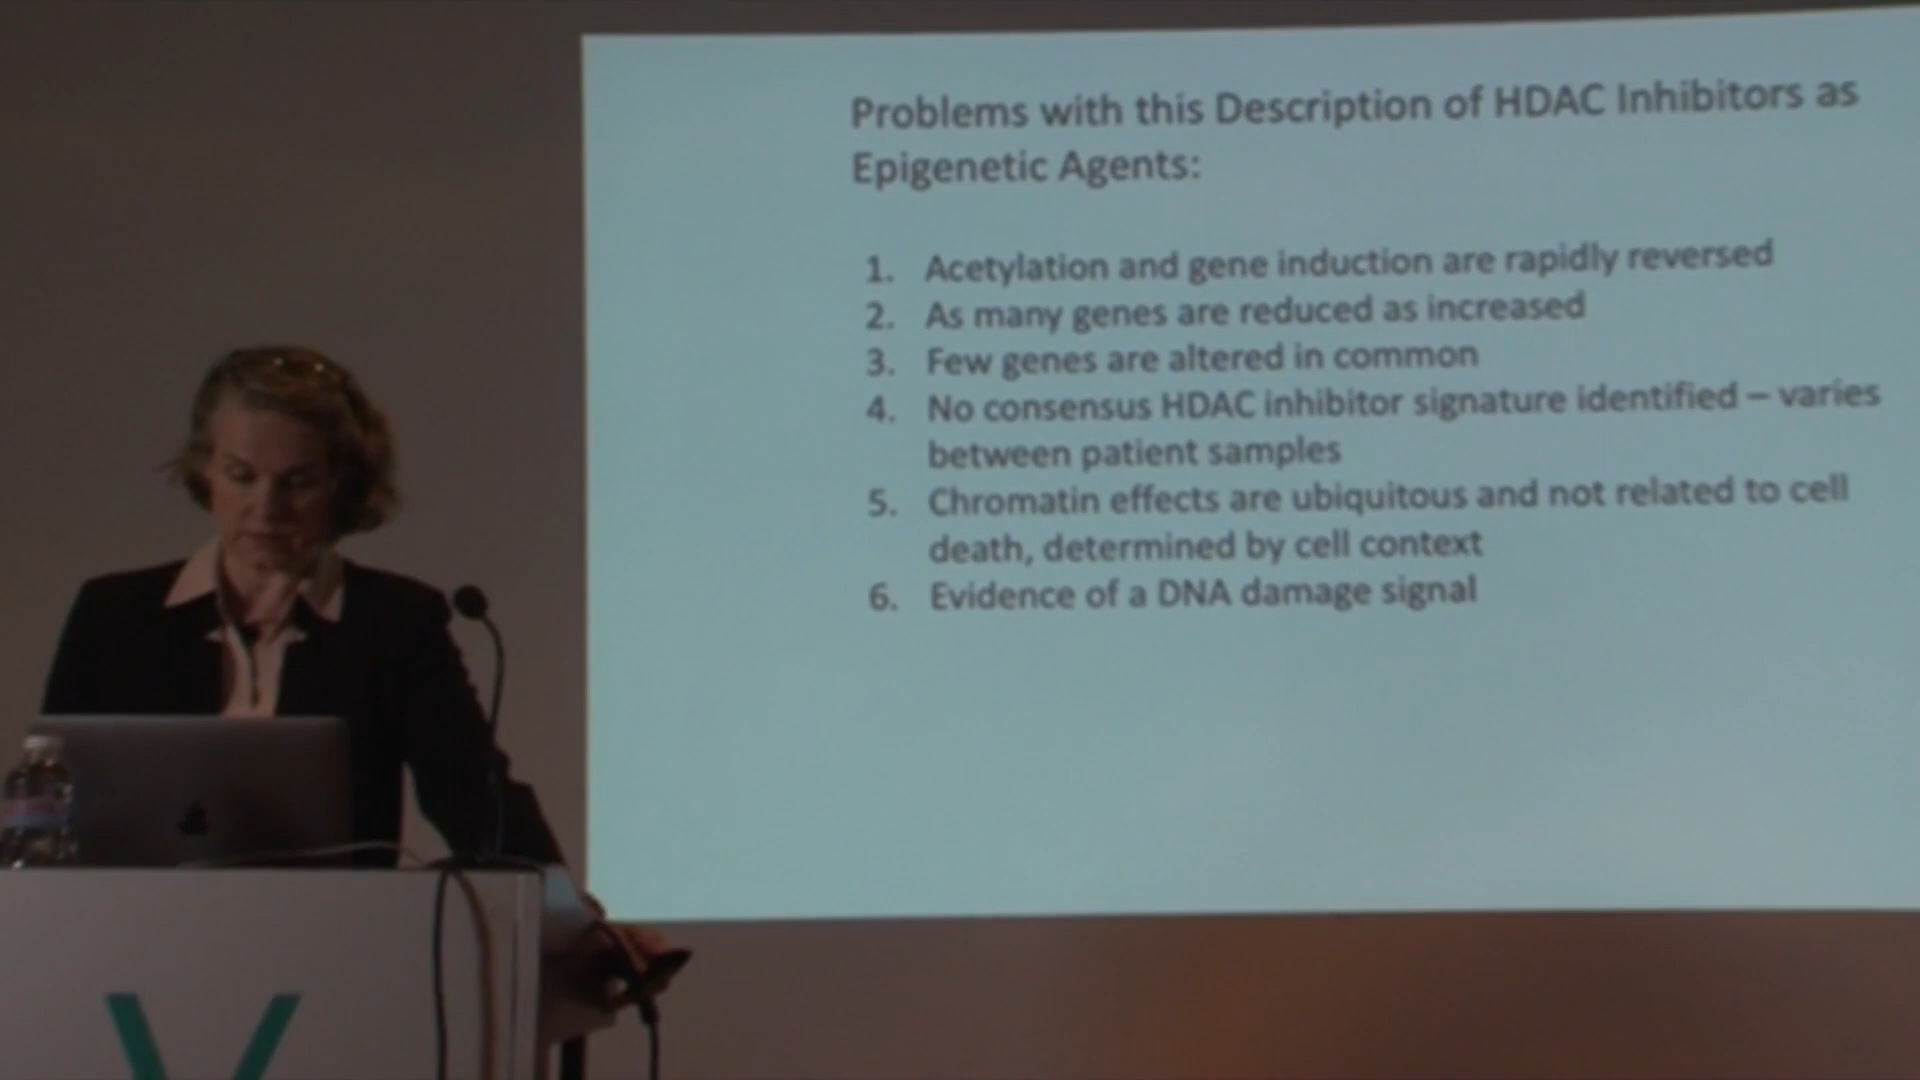 Problems with this Description of HDAC Inhibitors as
Epigenetic Agents:
1. Acetylation and gene induction are rapidly reversed
2. As many genes are reduced as increased
3. Few genes are altered in common
4. No consensus HDAC inhibitor signature identified – varies
between patient samples
5. Chromatin effects are ubiquitous and not related to cell
death, determined by cell context
6. Evidence of a DNA damage signal
V